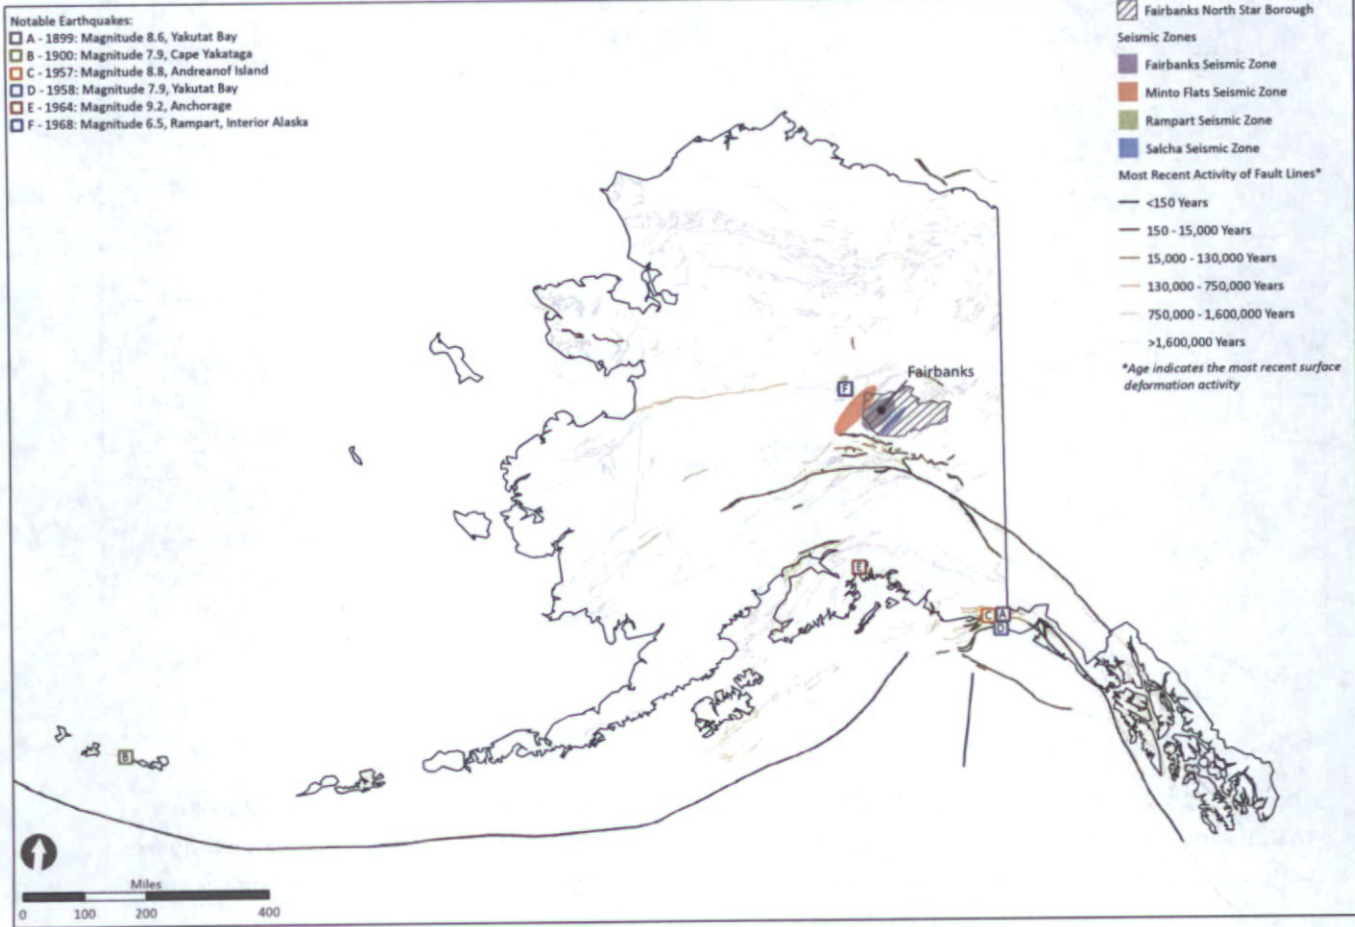 Notable Earthquakes:
A - 1899: Magnitude 8.6, Yakutat Bay
B - 1900: Magnitude 7.9, Cape Yakataga
C - 1957: Magnitude 8.8, Andreanof Island
D - 1958: Magnitude 7.9, Yakutat Bay
E - 1964: Magnitude 9.2, Anchorage
F - 1968: Magnitude 6.5, Rampart, Interior Alaska
Fairbanks North Star Borough
Seismic Zones
Fairbanks Seismic Zone
Minto Flats Seismic Zone
Rampart Seismic Zone
Salcha Seismic Zone
Most Recent Activity of Fault Lines*
<150 Years
150 - 15,000 Years
15,000 - 130,000 Years
130,000 - 750,000 Years
750,000 - 1,600,000 Years
>1,600,000 Years
*Age indicates the most recent surface
deformation activity
Fairbanks
F
E
C A
D
B
Miles
0 100 200 400